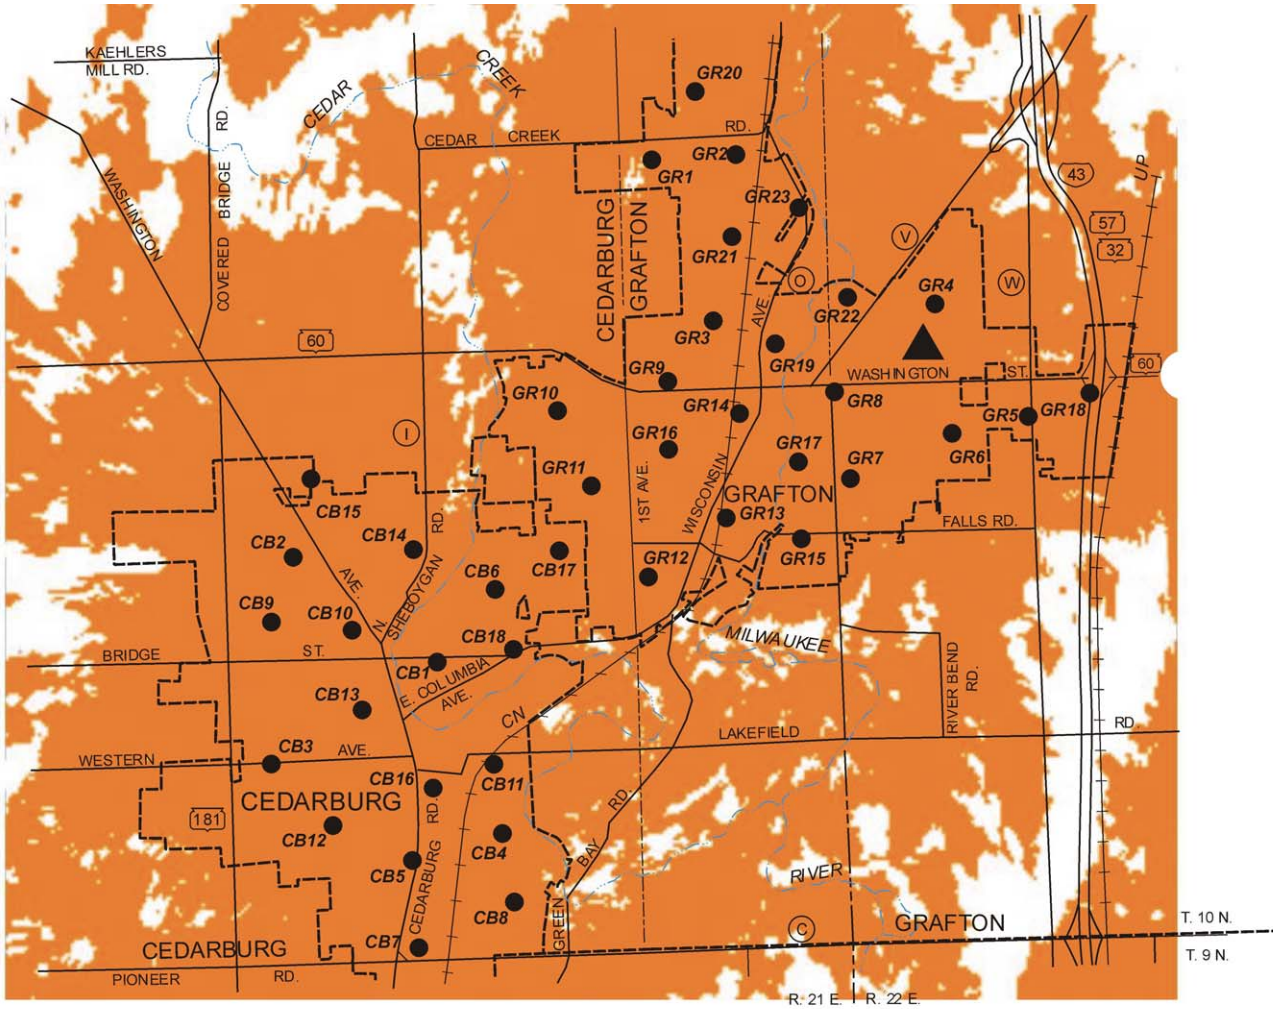 KAEHLERS
MILL RD.
CREEK
CEDAR
GR20
RD.
CEDAR CREEK RD.
GR2
GR1
43
UP
WASHINGTON
BRIDGE
COVERED
CEDARBURG
GRAFTON
GR23
57
V
32
GR21
O
W
GR4
AVE.
GR22
GR3
60
GR19
GR9
WASHINGTON ST.
60
GR10
GR14
GR8
GR5
GR18
I
GR16
GR17
GR6
GR11
GR7
1ST AVE.
WISCONSIN
GRAFTON
CB15
RD.
GR13
FALLS RD.
CB14
CB2
GR15
CB17
GR12
CB6
AVE.
N.
SHEBOYGAN
CB9
CB10
CB18
MILWAUKEE
BRIDGE ST.
CB1
E. COLUMBIA
AVE.
RIVER BEND
RD.
CB13
CN
RD
LAKEFIELD
WESTERN AVE.
CB3
CB16
CB11
CEDARBURG
RD.
RD.
181
CB12
CB4
BAY
CB5
CEDARBURG
RIVER
CB8
GREEN
C
GRAFTON
T. 10 N.
CB7
CEDARBURG
T. 9 N.
PIONEER RD.
R. 21 E.
R. 22 E.